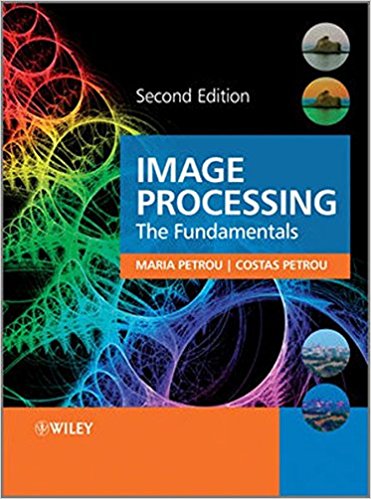 Second Edition
IMAGE
PROCESSING
The Fundamentals
MARIA PETROU | COSTAS PETROU
WILEY